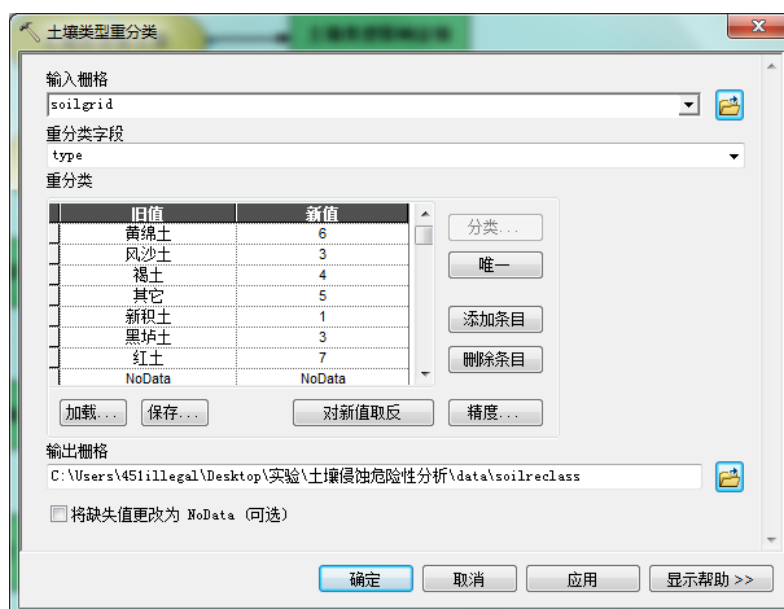 土壤类型重分类
输入栅格
soilgrid
重分类字段
type
重分类
旧值 新值
黄绵土 6
风沙土 3
褐土 4
其它 5
新积土 1
黑垆土 3
红土 7
NoData NoData
分类...
唯一
添加条目
删除条目
加载... 保存... 对新值取反 精度...
输出栅格
C:\Users\451illegal\Desktop\实验\土壤侵蚀危险性分析\data\soilreclass
将缺失值更改为 NoData (可选)
确定 取消 应用 显示帮助 >>